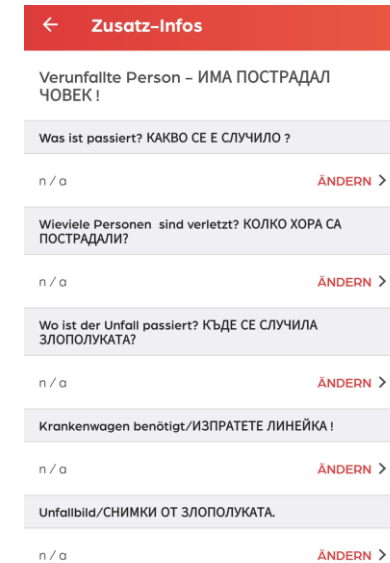 Zusatz-Infos
Verunfallte Person - ИМА ПОСТРАДАЛ
ЧОВЕК !
Was ist passiert? КАКВО СЕ Е СЛУЧИЛО ?
n / a ÄNDERN
Wieviele Personen sind verletzt? КОЛКО ХОРА СА
ПОСТРАДАЛИ?
n / a ÄNDERN
Wo ist der Unfall passiert? КЪДЕ СЕ СЛУЧИЛА
ЗЛОПОЛУКАТА?
n / a ÄNDERN
Krankenwagen benötigt/ИЗПРАТЕТЕ ЛИНЕЙКА !
n / a ÄNDERN
Unfallbild/СНИМКИ ОТ ЗЛОПОЛУКАТА.
n / a ÄNDERN